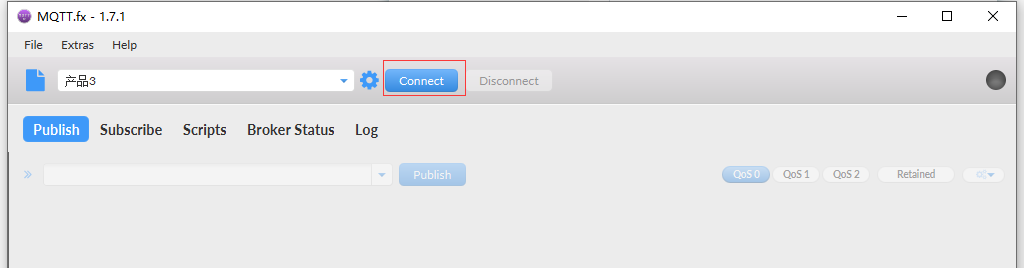 MQTT.fx - 1.7.1
File Extras Help
产品3 Connect Disconnect
Publish Subscribe Scripts Broker Status Log
Publish QoS 0 QoS 1 QoS 2 Retained